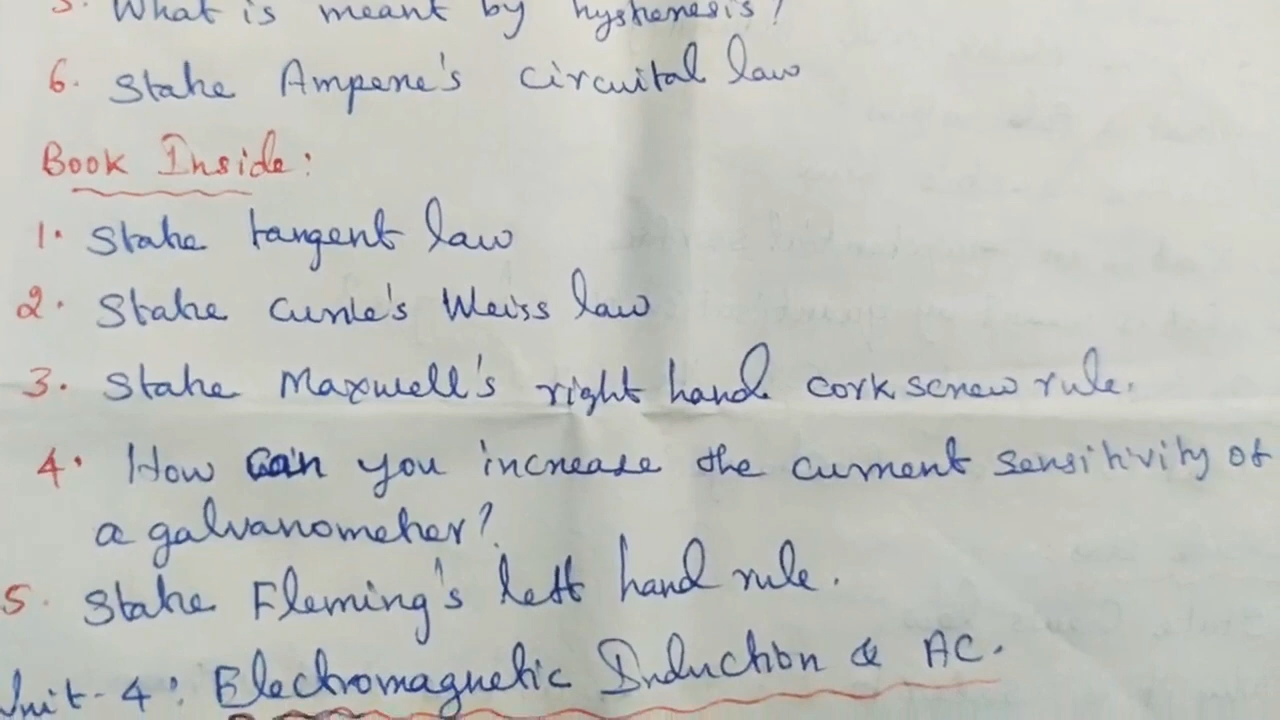 5. What is meant by hysteresis?
6. State Ampere's circuital law
Book Inside:
1. State tangent law
2. State Curie's Weiss law
3. State Maxwell's right hand cork screw rule.
4. How can you increase the current sensitivity of
a galvanometer?
5. State Fleming's left hand rule.
Unit-4: Electromagnetic Induction & AC.